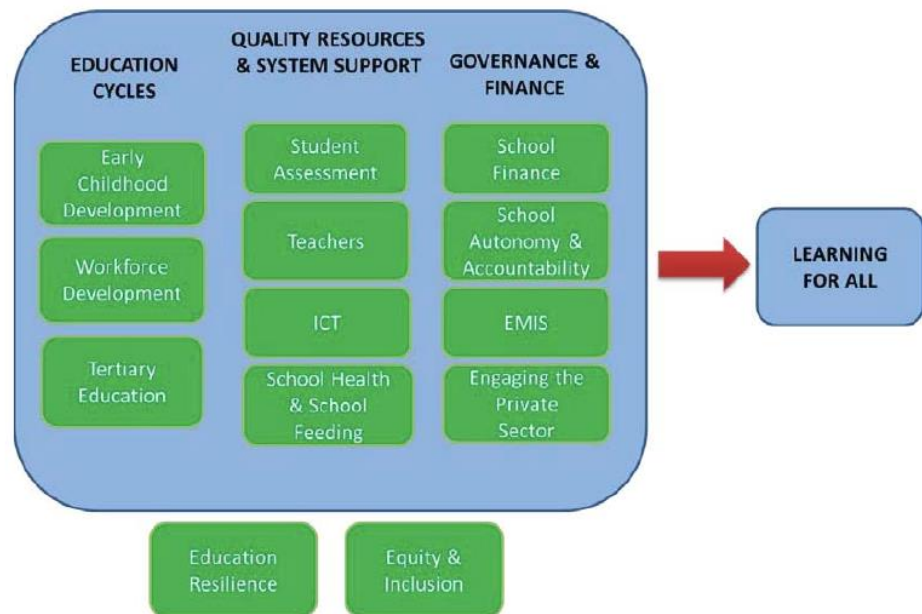 EDUCATION
CYCLES
Early
Childhood
Development
Workforce
Development
Tertiary
Education
QUALITY RESOURCES
& SYSTEM SUPPORT
Student
Assessment
Teachers
ICT
School Health
& School
Feeding
GOVERNANCE &
FINANCE
School
Finance
School
Autonomy &
Accountability
EMIS
Engaging the
Private
Sector
LEARNING
FOR ALL
Education
Resilience
Equity &
Inclusion